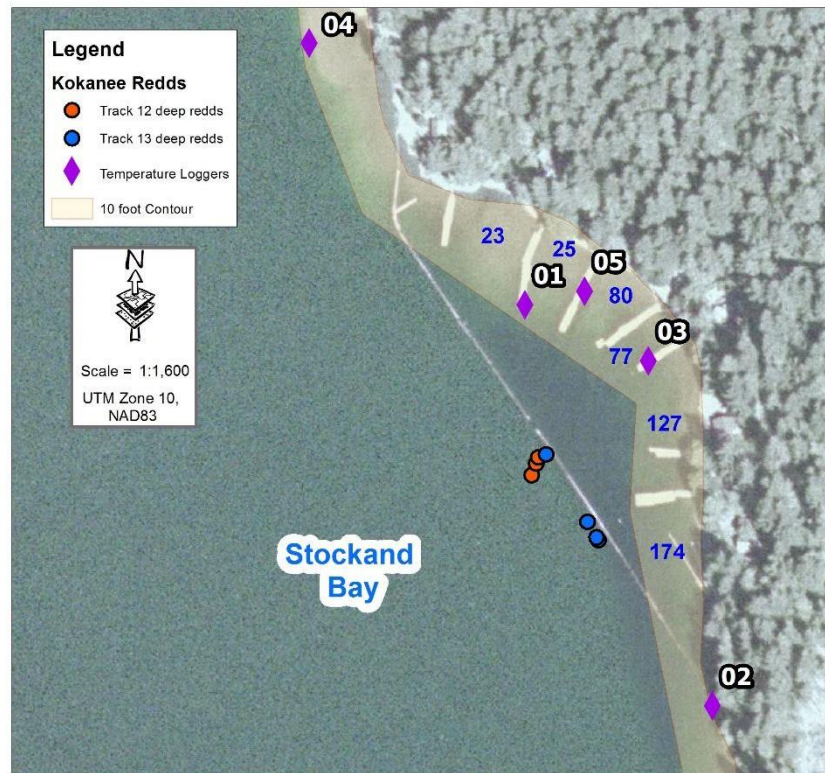 04
Legend
Kokanee Redds
Track 12 deep redds
Track 13 deep redds
Temperature Loggers
10 foot Contour
N
Scale = 1:1,600
UTM Zone 10,
NAD83
23
25
05
01
80
03
77
127
174
Stockand
Bay
02